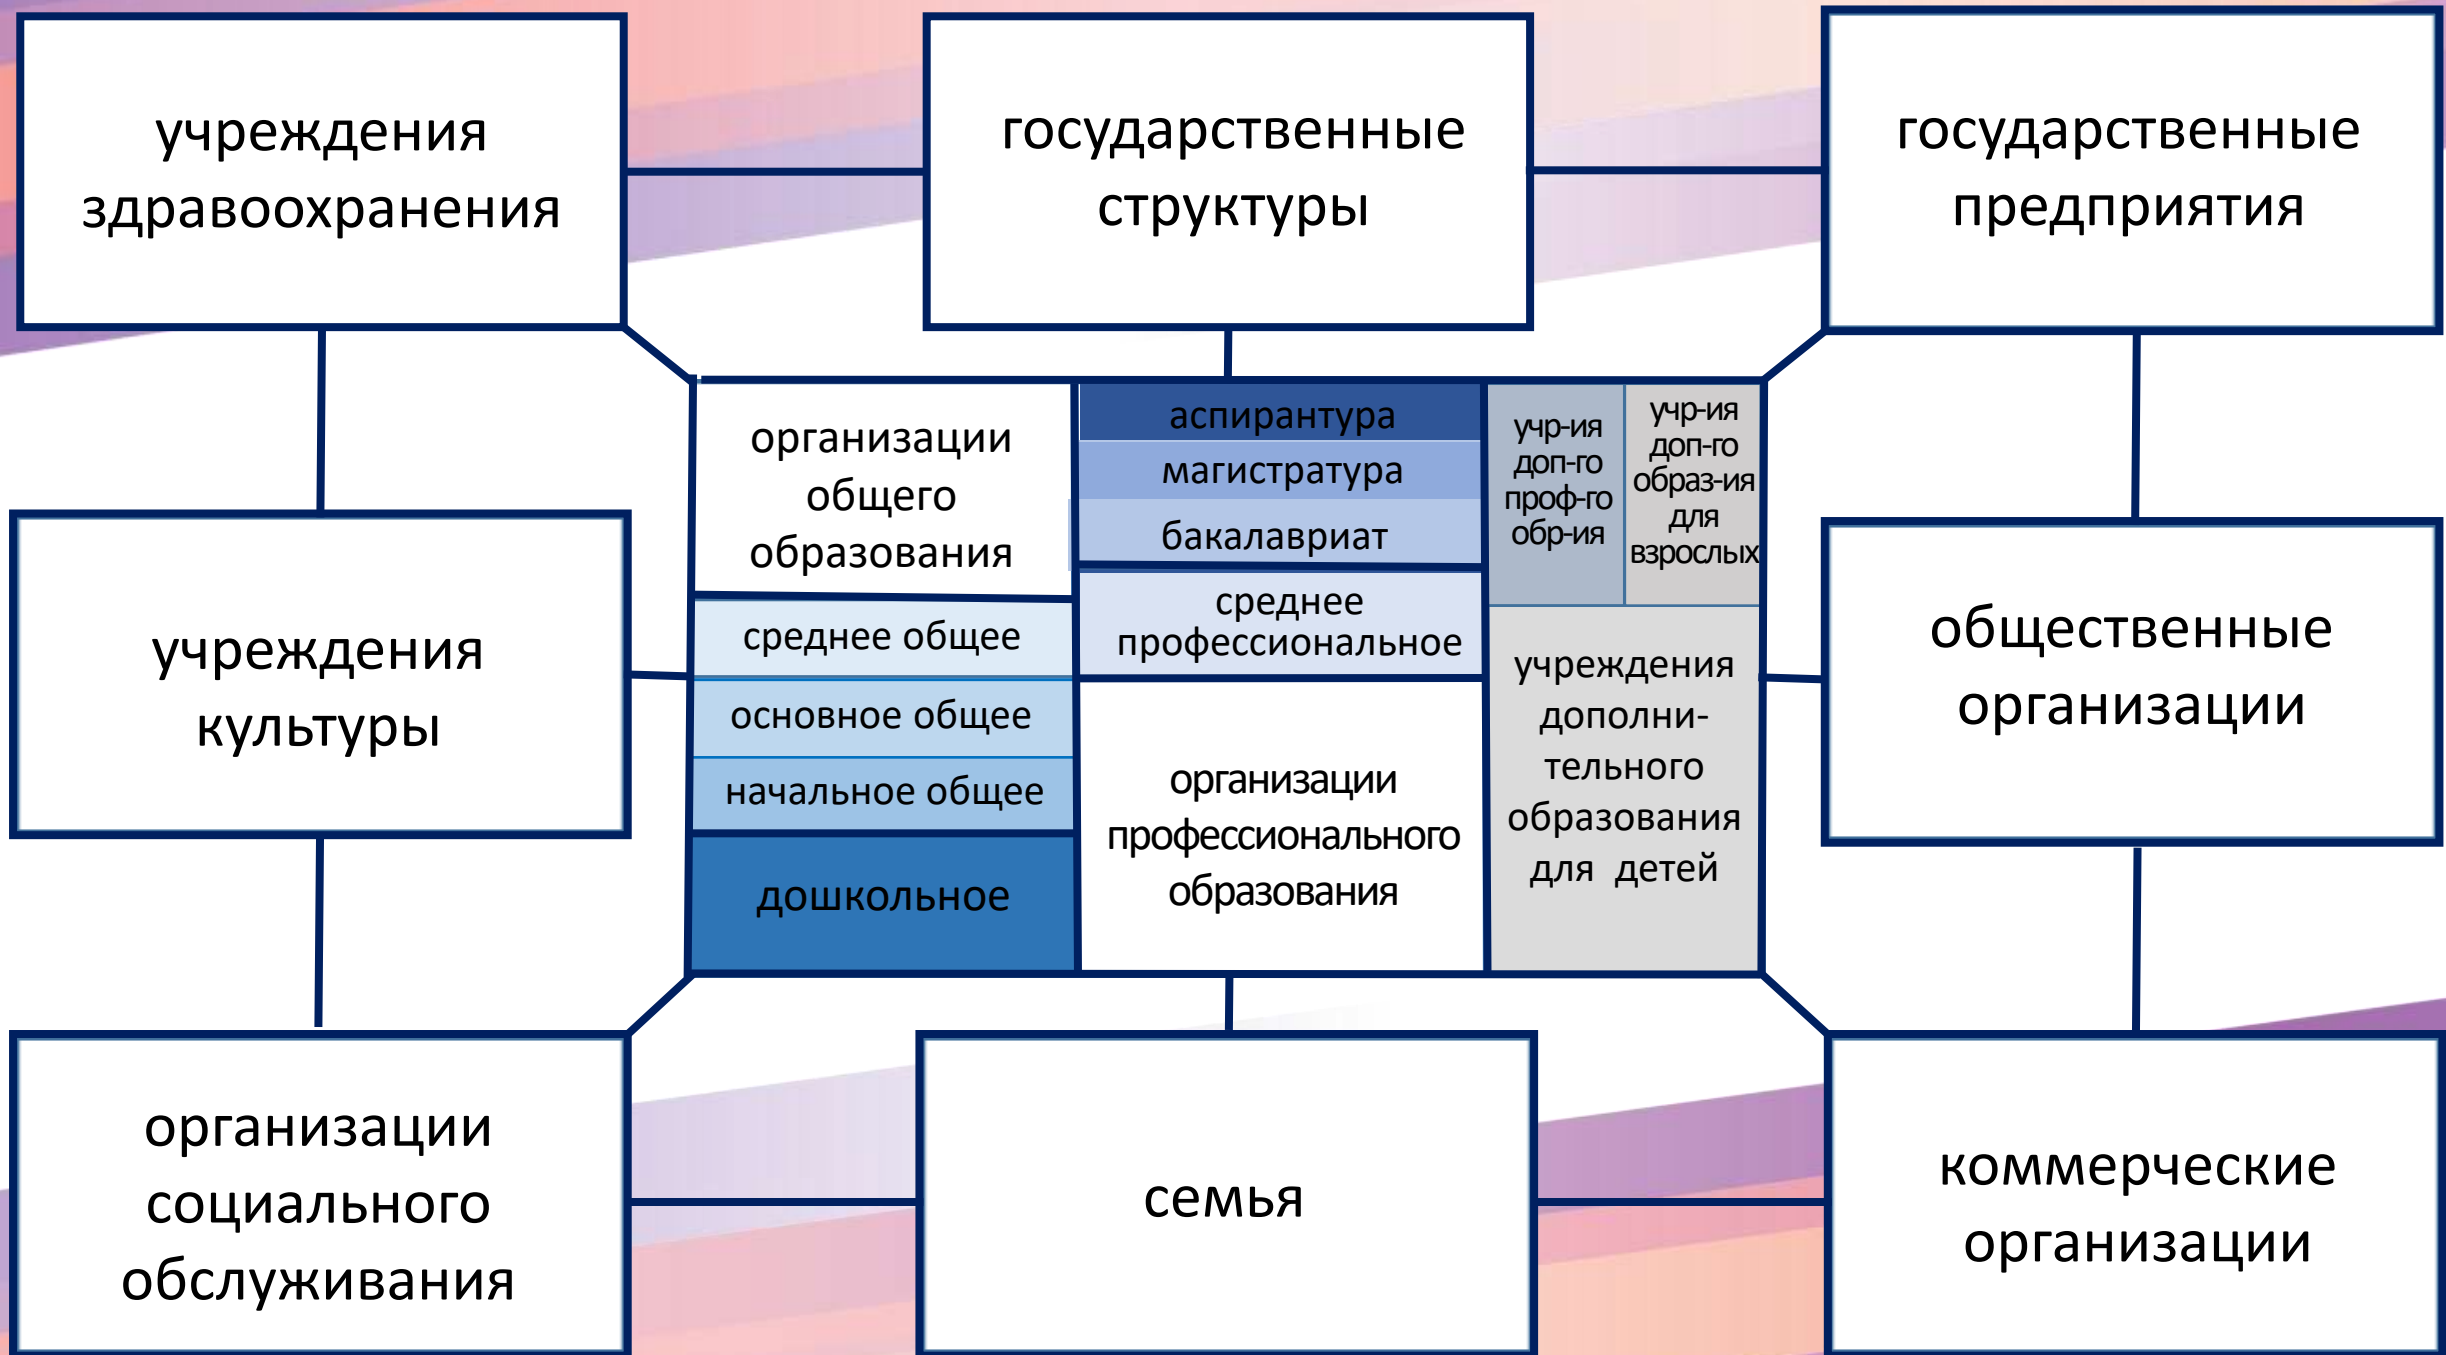 учреждения
здравоохранения
государственные
структуры
государственные
предприятия
учреждения
культуры
организации
общего
образования
среднее общее
основное общее
начальное общее
дошкольное
аспирантура
магистратура
бакалавриат
среднее
профессиональное
организации
профессионального
образования
учр-ия
доп-го
проф-го
обр-ия
учр-ия
доп-го
образ-ия
для
взрослых
учреждения
дополни-
тельного
образования
для детей
общественные
организации
организации
социального
обслуживания
семья
коммерческие
организации